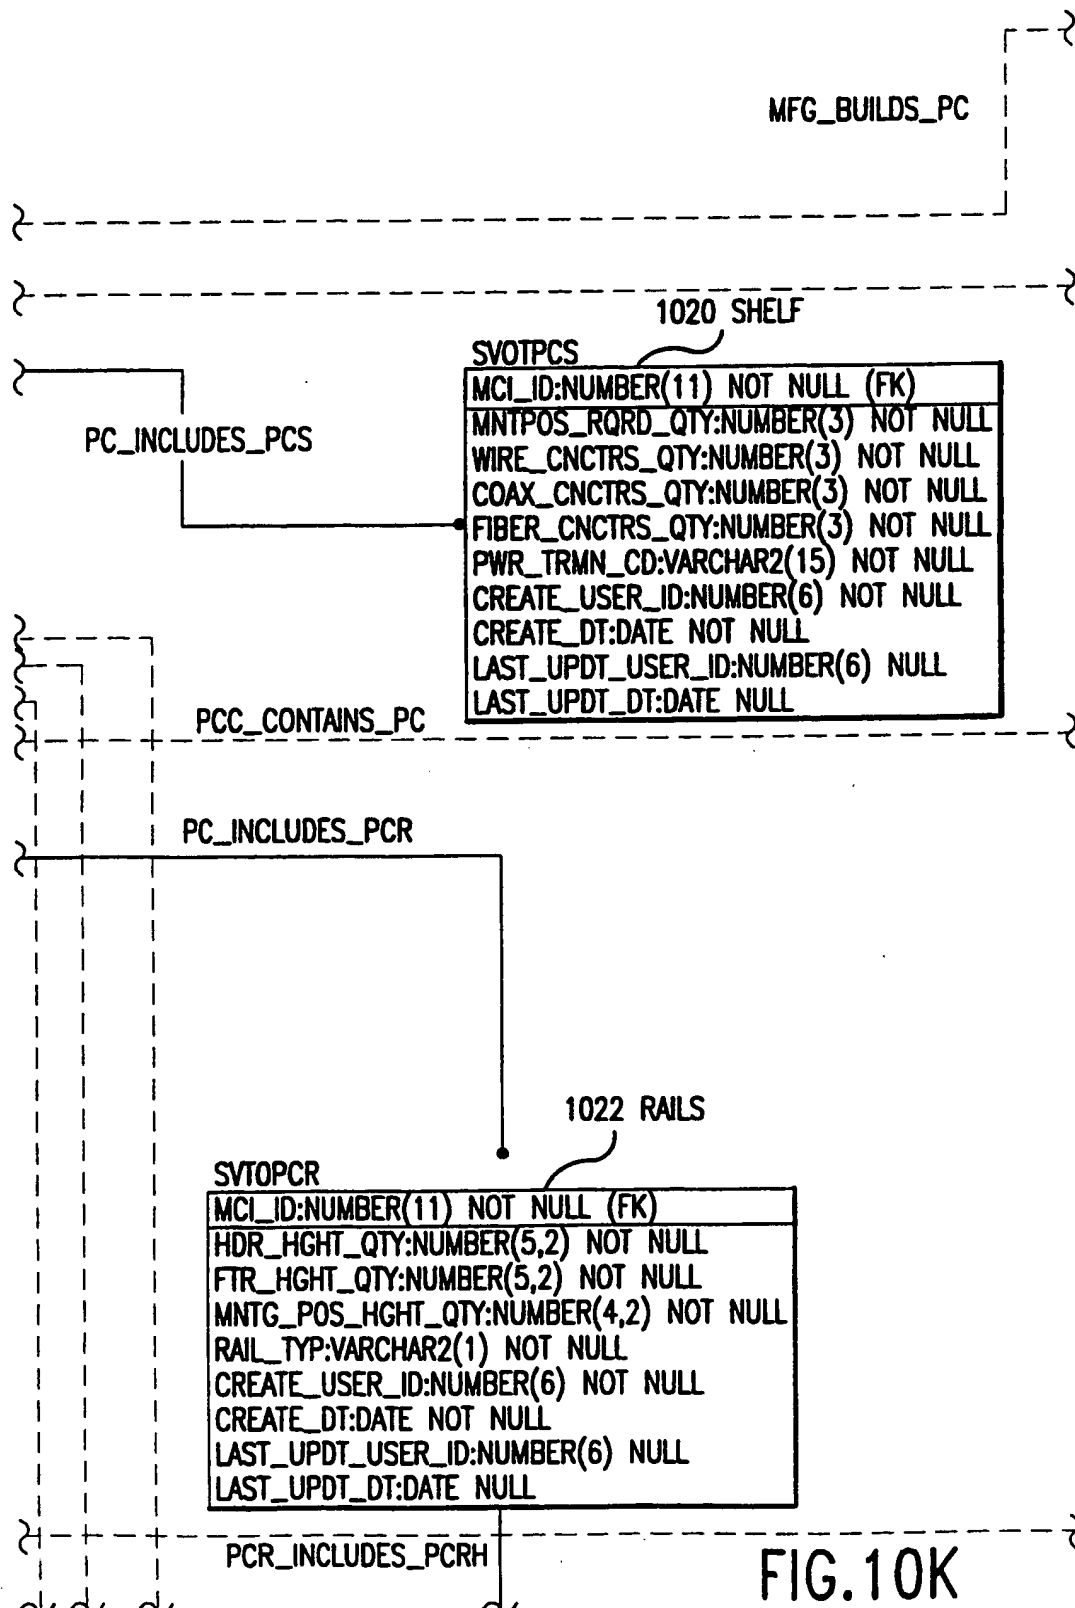 MFG_BUILDS_PC
1020 SHELF
SVOTPCS
MCI_ID:NUMBER(11) NOT NULL (FK)
MNTPOS_RQRD_QTY:NUMBER(3) NOT NULL
WIRE_CNCTRS_QTY:NUMBER(3) NOT NULL
COAX_CNCTRS_QTY:NUMBER(3) NOT NULL
FIBER_CNCTRS_QTY:NUMBER(3) NOT NULL
PWR_TRMN_CD:VARCHAR2(15) NOT NULL
CREATE_USER_ID:NUMBER(6) NOT NULL
CREATE_DT:DATE NOT NULL
LAST_UPDT_USER_ID:NUMBER(6) NULL
LAST_UPDT_DT:DATE NULL
PC_INCLUDES_PCS
PCC_CONTAINS_PC
PC_INCLUDES_PCR
1022 RAILS
SVTOPCR
MCI_ID:NUMBER(11) NOT NULL (FK)
HDR_HGHT_QTY:NUMBER(5,2) NOT NULL
FTR_HGHT_QTY:NUMBER(5,2) NOT NULL
MNTG_POS_HGHT_QTY:NUMBER(4,2) NOT NULL
RAIL_TYP:VARCHAR2(1) NOT NULL
CREATE_USER_ID:NUMBER(6) NOT NULL
CREATE_DT:DATE NOT NULL
LAST_UPDT_USER_ID:NUMBER(6) NULL
LAST_UPDT_DT:DATE NULL
PCR_INCLUDES_PCRH
FIG.10K